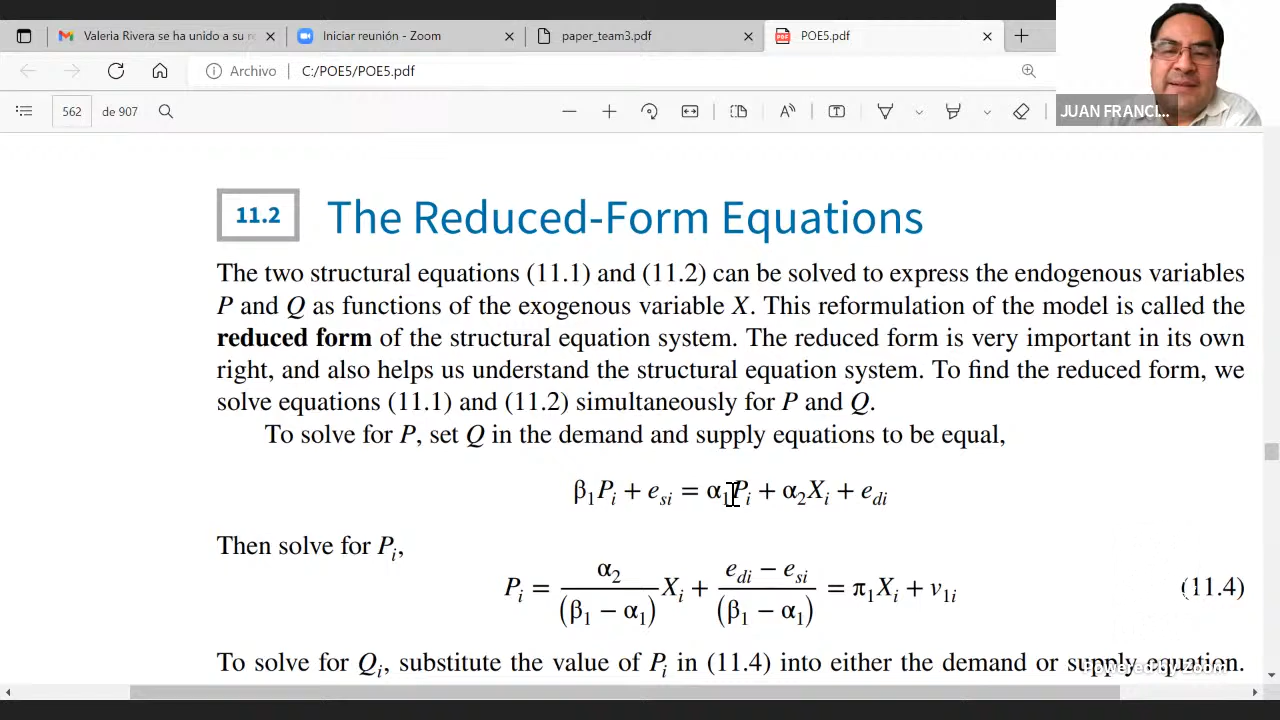 Valeria Rivera se ha unido a su re
Iniciar reunión - Zoom
paper_team3.pdf
POE5.pdf
Archivo
C:/POE5/POE5.pdf
562
de 907
JUAN FRANCI...
11.2 The Reduced-Form Equations
The two structural equations (11.1) and (11.2) can be solved to express the endogenous variables
P and Q as functions of the exogenous variable X. This reformulation of the model is called the
reduced form of the structural equation system. The reduced form is very important in its own
right, and also helps us understand the structural equation system. To find the reduced form, we
solve equations (11.1) and (11.2) simultaneously for P and Q.
To solve for P, set Q in the demand and supply equations to be equal,
β₁Pᵢ + e_si = α₁Pᵢ + α₂Xᵢ + e_di
Then solve for Pᵢ,
Pᵢ = α₂/(β₁ − α₁) Xᵢ + (e_di − e_si)/(β₁ − α₁) = π₁Xᵢ + v₁ᵢ (11.4)
To solve for Qᵢ, substitute the value of Pᵢ in (11.4) into either the demand or supply equation.
Powered by Zoom